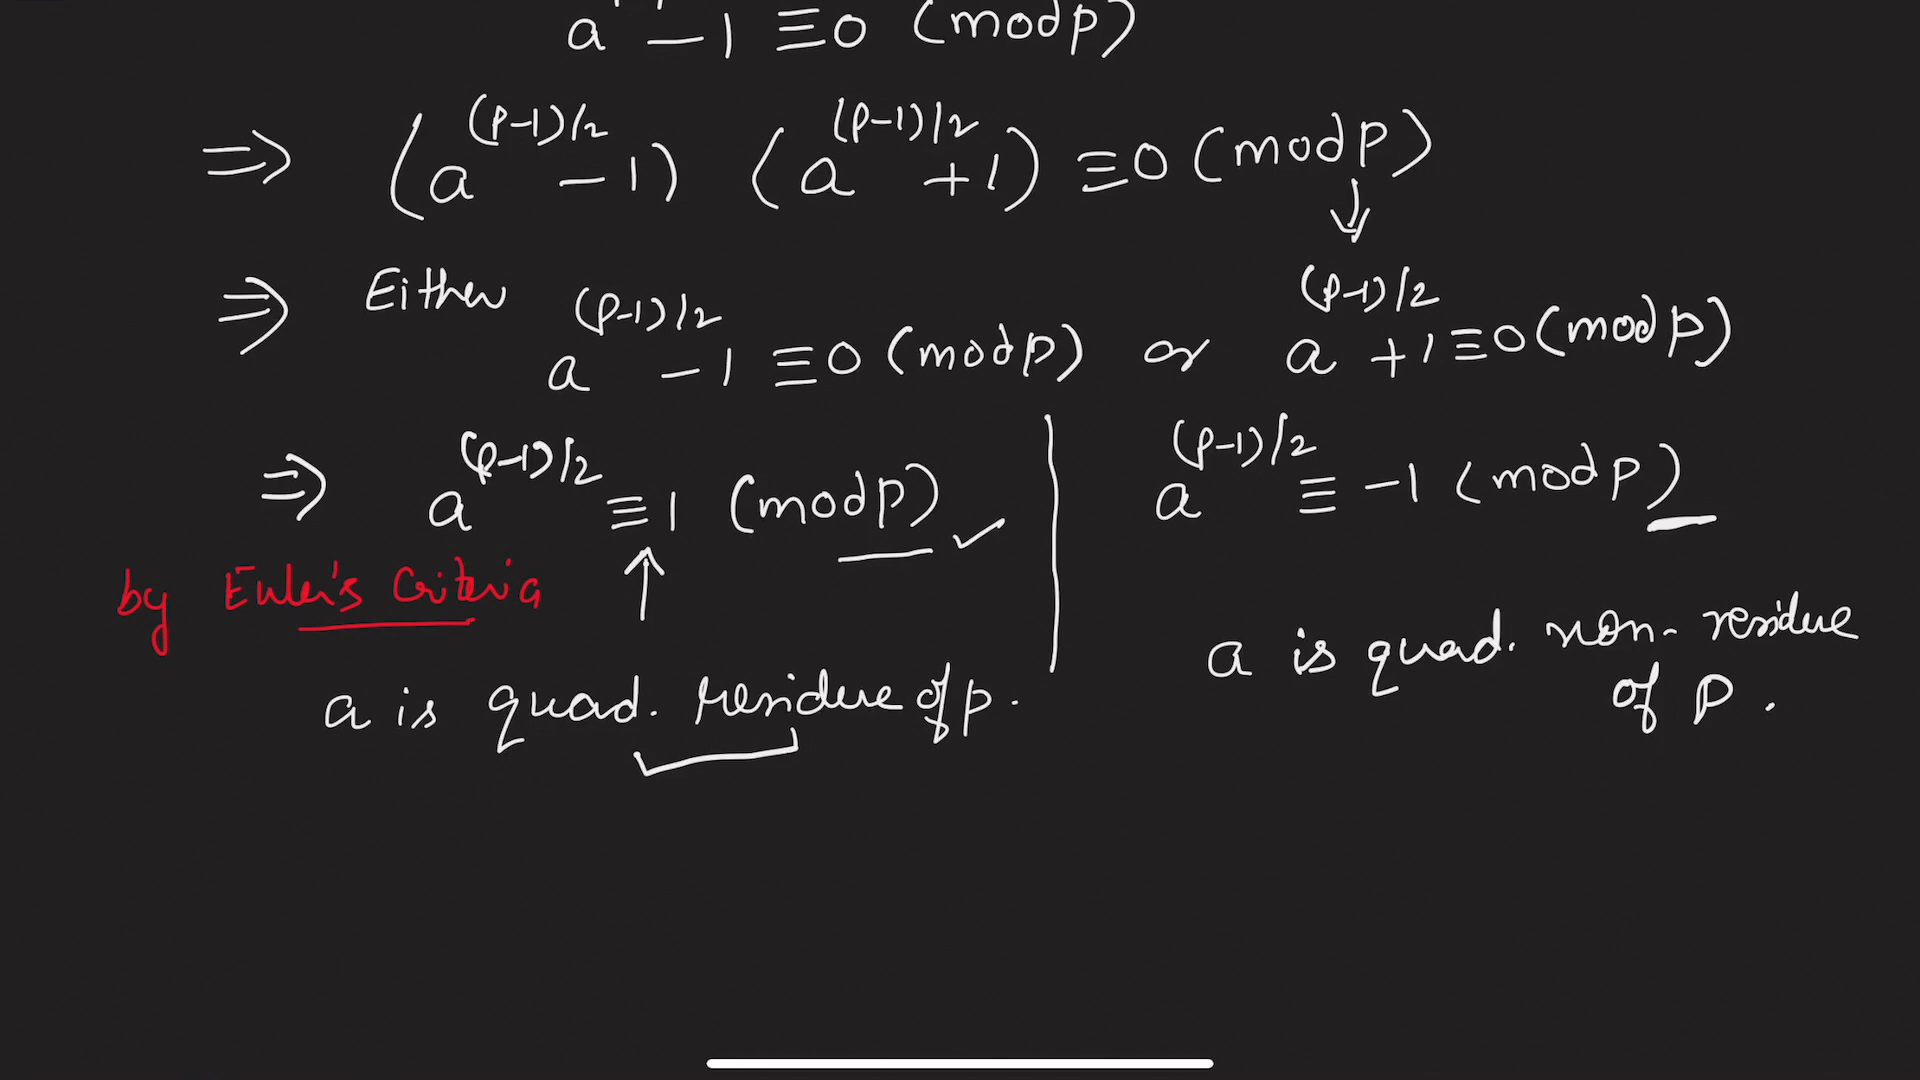 a^{p-1} - 1 ≡ 0 (mod p)
⇒ (a^{(p-1)/2} - 1) (a^{(p-1)/2} + 1) ≡ 0 (mod p)
⇒ Either a^{(p-1)/2} - 1 ≡ 0 (mod p) or a^{(p-1)/2} + 1 ≡ 0 (mod p)
⇒ a^{(p-1)/2} ≡ 1 (mod p) ✓
by Euler's Criteria ↑
a is quad. residue of p.
a^{(p-1)/2} ≡ -1 (mod p)
a is quad. non-residue
of p.